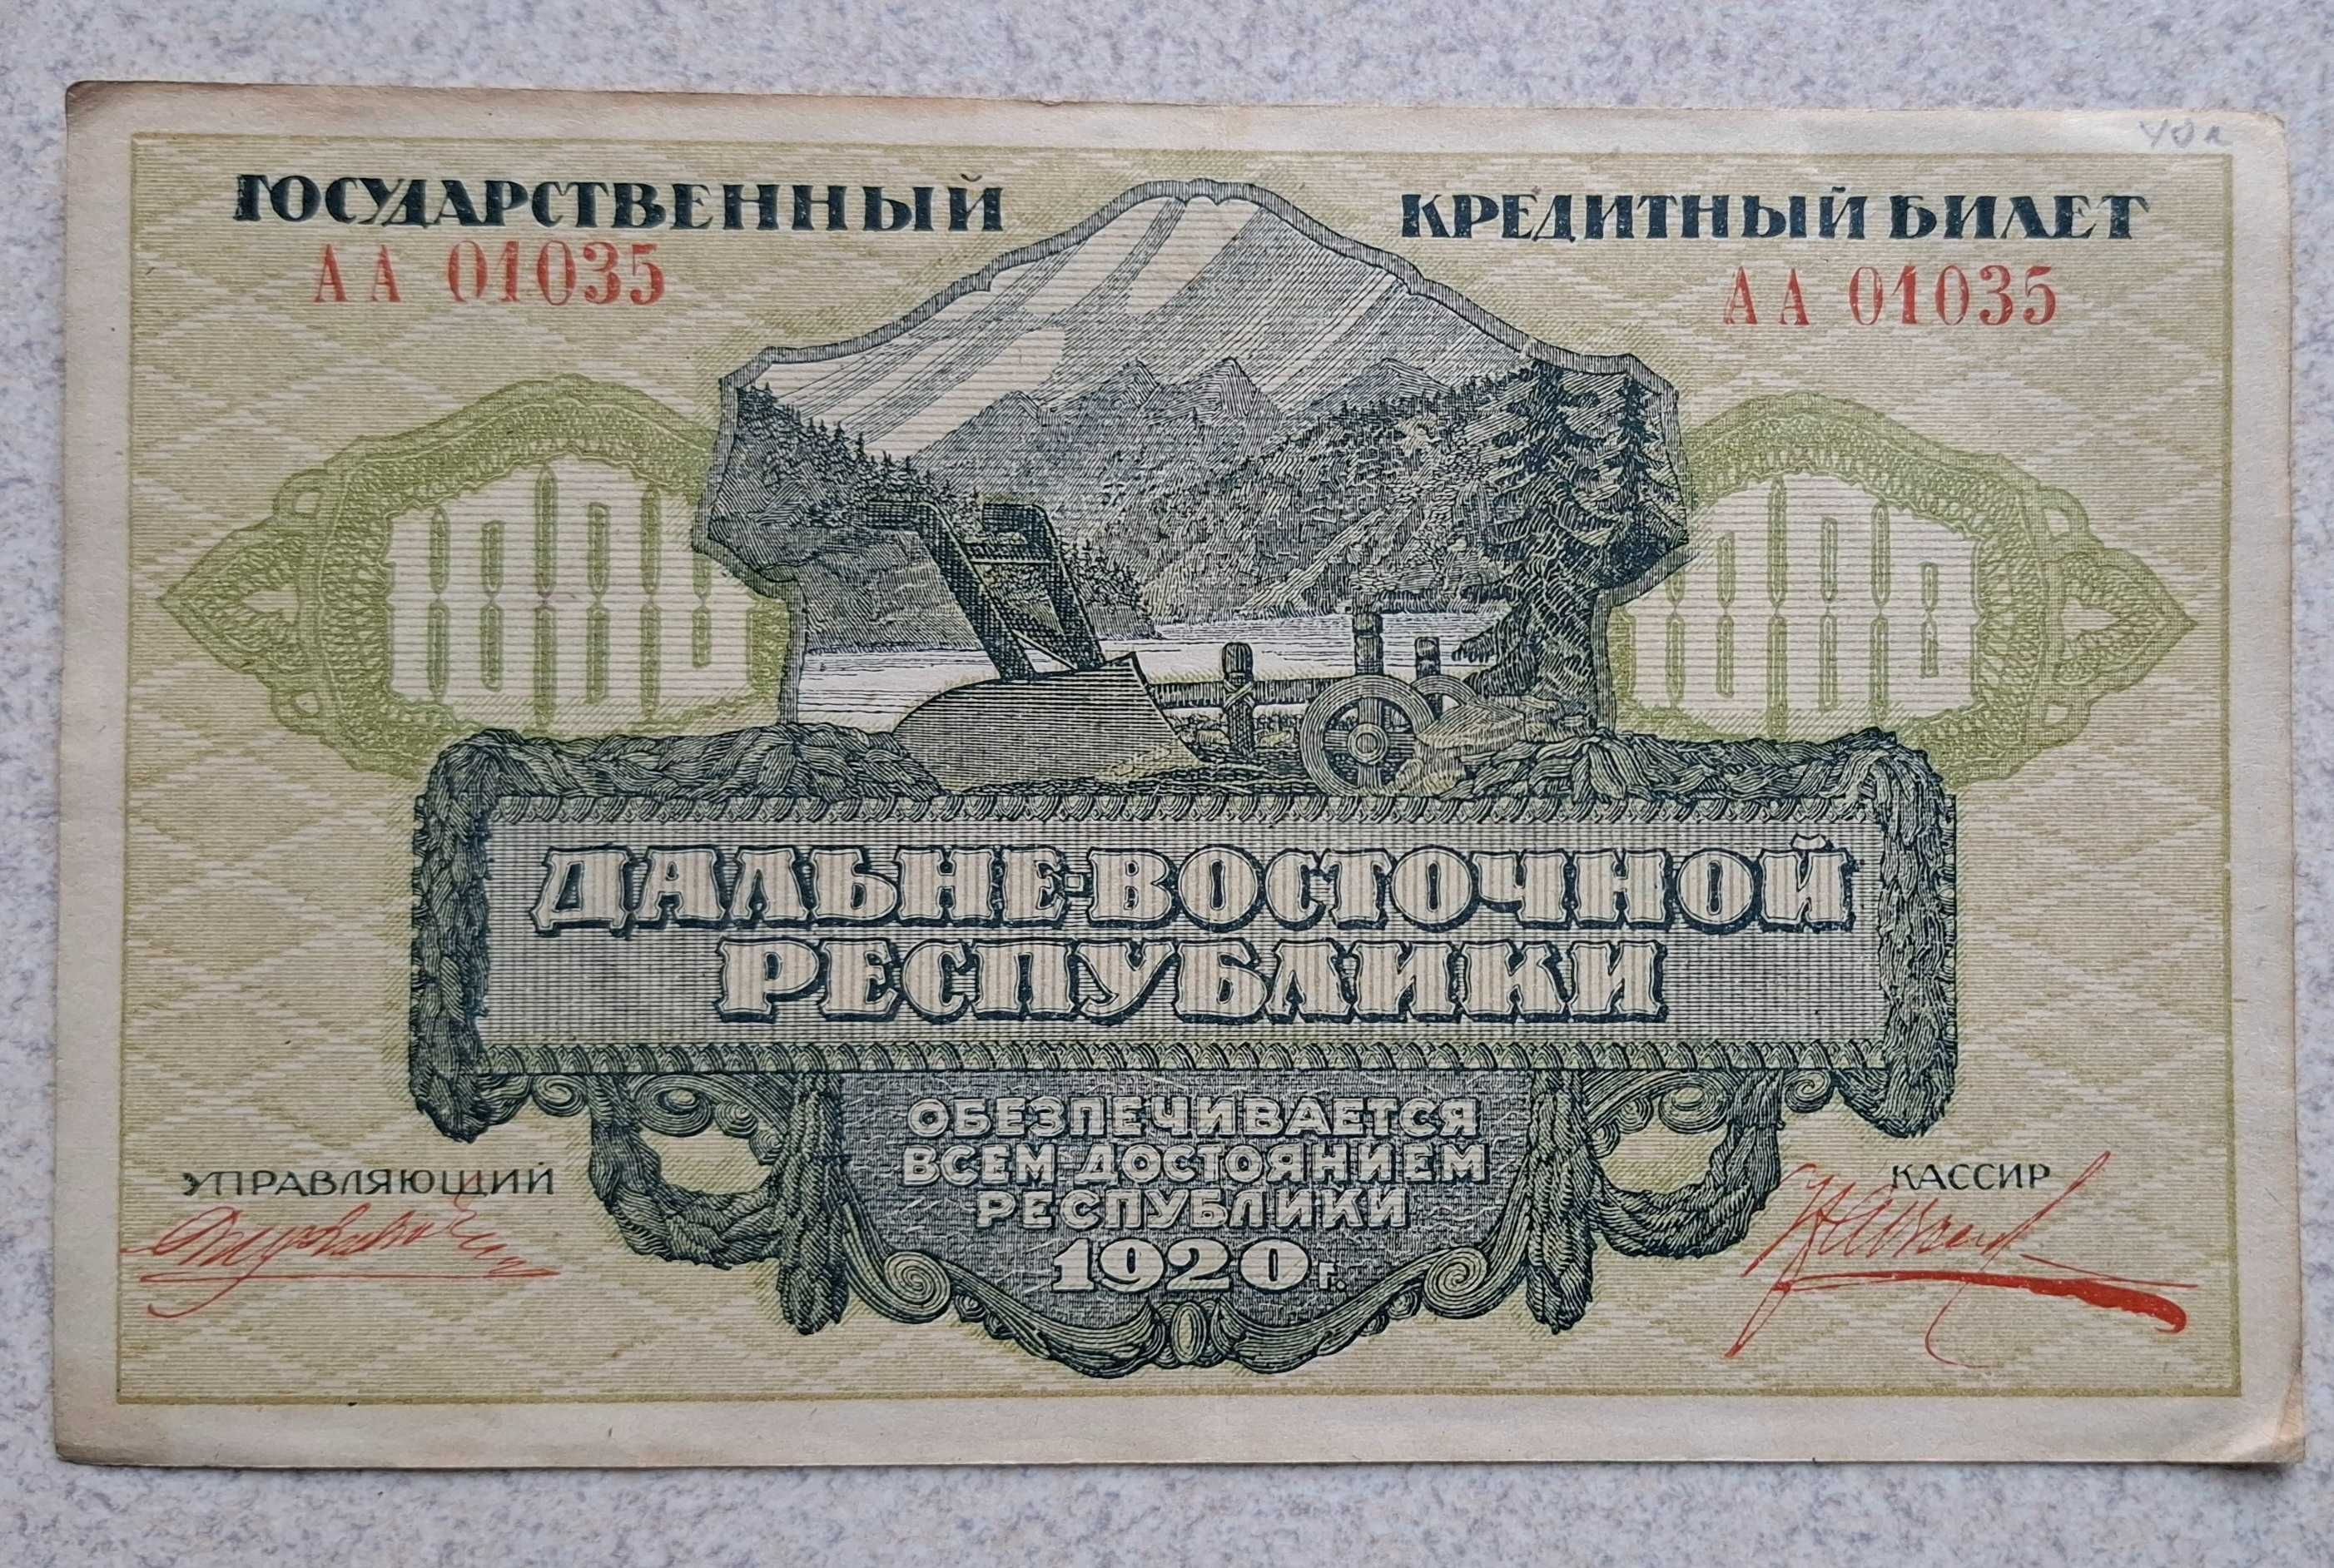 ГОСУДАРСТВЕННЫЙ КРЕДИТНЫЙ БИЛЕТ
АА 01035 АА 01035
1000 1000
ДАЛЬНЕ-ВОСТОЧНОЙ
РЕСПУБЛИКИ
ОБЕЗПЕЧИВАЕТСЯ
ВСЕМ ДОСТОЯНИЕМ
РЕСПУБЛИКИ
1920 г.
УПРАВЛЯЮЩИЙ КАССИР